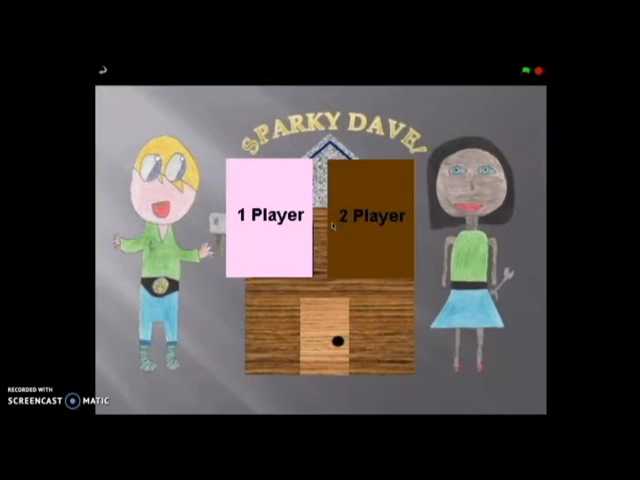 SPARKY DAVE!
1 Player
2 Player
RECORDED WITH
SCREENCAST MATIC